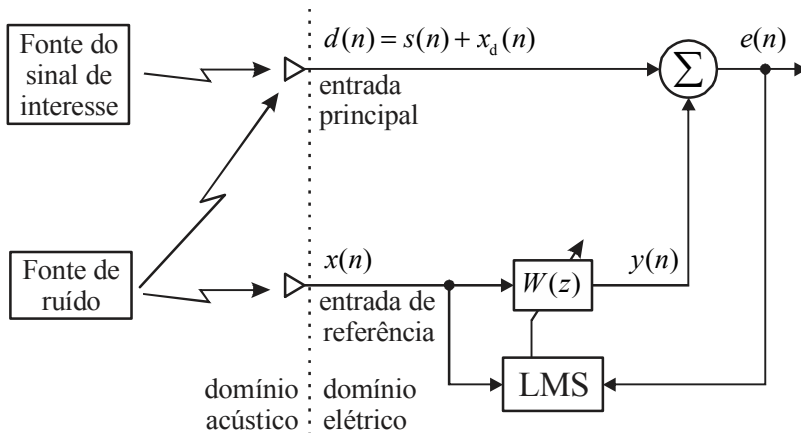 Fonte do
sinal de
interesse
d(n) = s(n) + x_d(n)
entrada
principal
Σ
e(n)
Fonte de
ruído
x(n)
entrada de
referência
W(z)
y(n)
LMS
domínio
acústico
domínio
elétrico